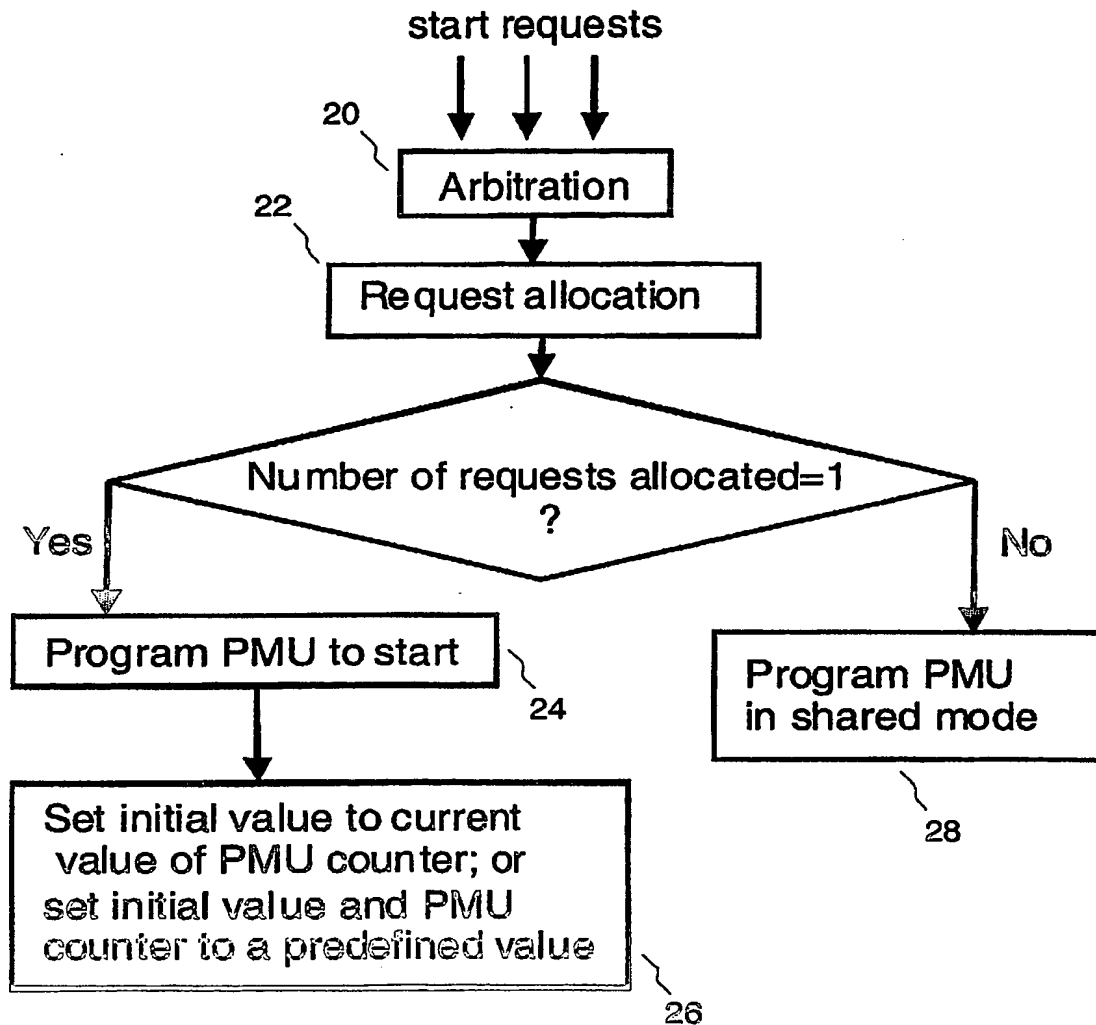 start requests
20
Arbitration
22
Request allocation
Number of requests allocated=1
?
Yes
No
Program PMU to start
24
Program PMU
in shared mode
28
Set initial value to current
value of PMU counter; or
set initial value and PMU
counter to a predefined value
26